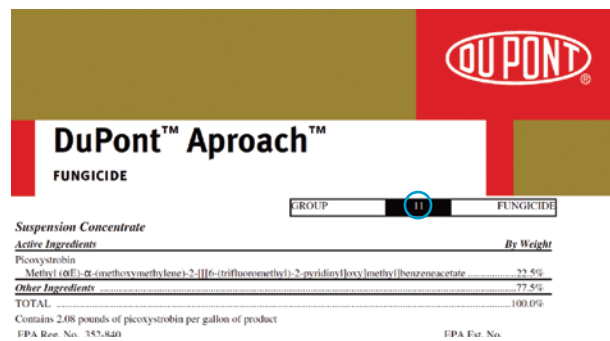 DU PONT®
DuPont™ Aproach™
FUNGICIDE
GROUP 11 FUNGICIDE
Suspension Concentrate
Active Ingredients By Weight
Picoxystrobin
Methyl (αE)-α-(methoxymethylene)-2-[[[6-(trifluoromethyl)-2-pyridinyl]oxy]methyl]benzeneacetate ........ 22.5%
Other Ingredients ........ 77.5%
TOTAL ........ 100.0%
Contains 2.08 pounds of picoxystrobin per gallon of product
EPA Reg. No. 352-840 EPA Est. No.